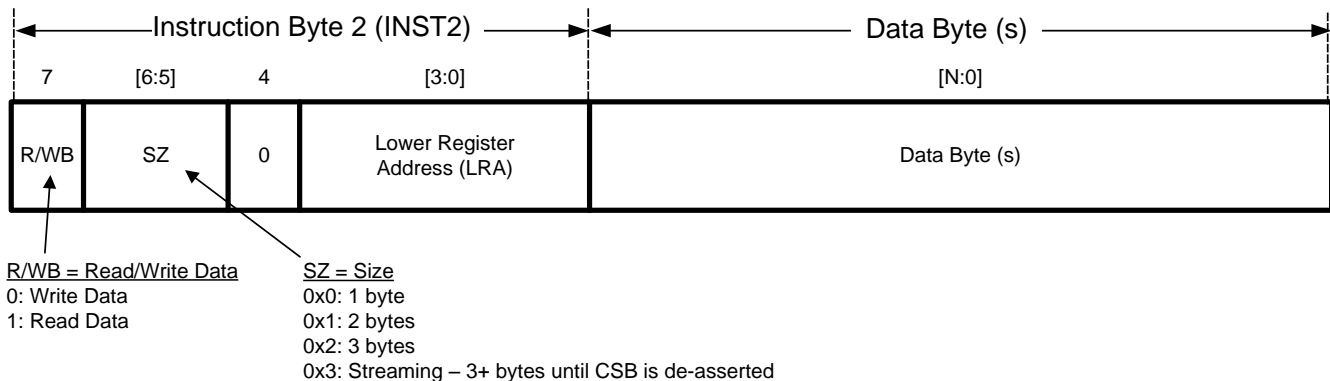 Instruction Byte 2 (INST2)
Data Byte (s)
7
[6:5]
4
[3:0]
[N:0]
R/WB
SZ
0
Lower Register
Address (LRA)
Data Byte (s)
R/WB = Read/Write Data
0: Write Data
1: Read Data
SZ = Size
0x0: 1 byte
0x1: 2 bytes
0x2: 3 bytes
0x3: Streaming – 3+ bytes until CSB is de-asserted